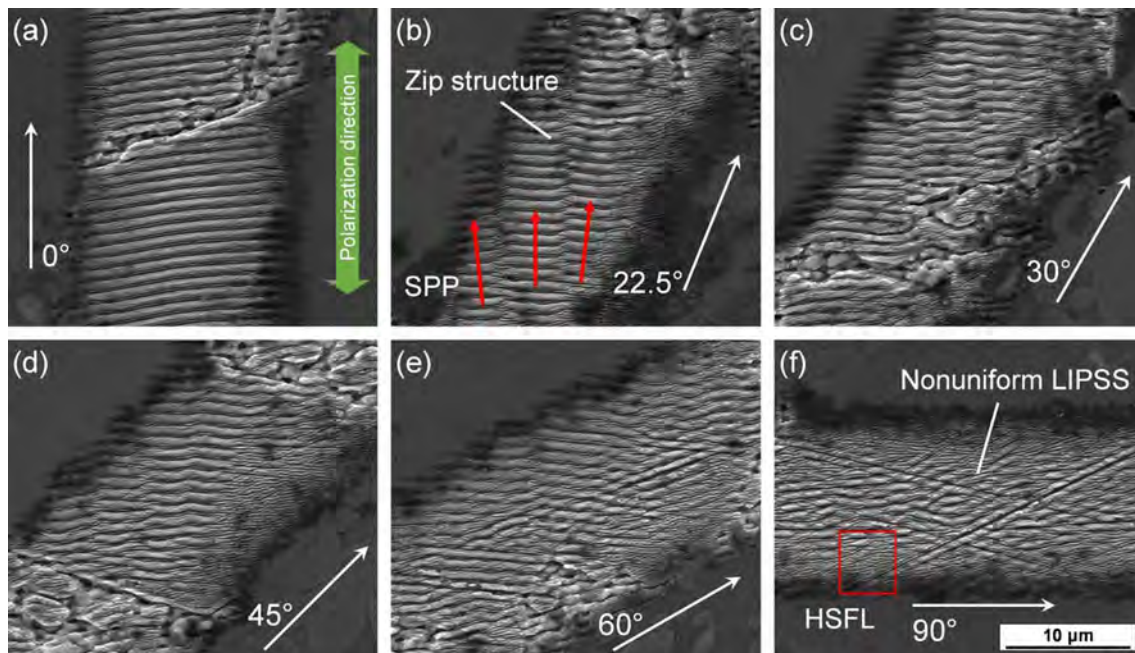 (a)
Polarization direction
0°
(b)
Zip structure
SPP
22.5°
(c)
30°
(d)
45°
(e)
60°
(f)
Nonuniform LIPSS
HSFL
90°
10 μm